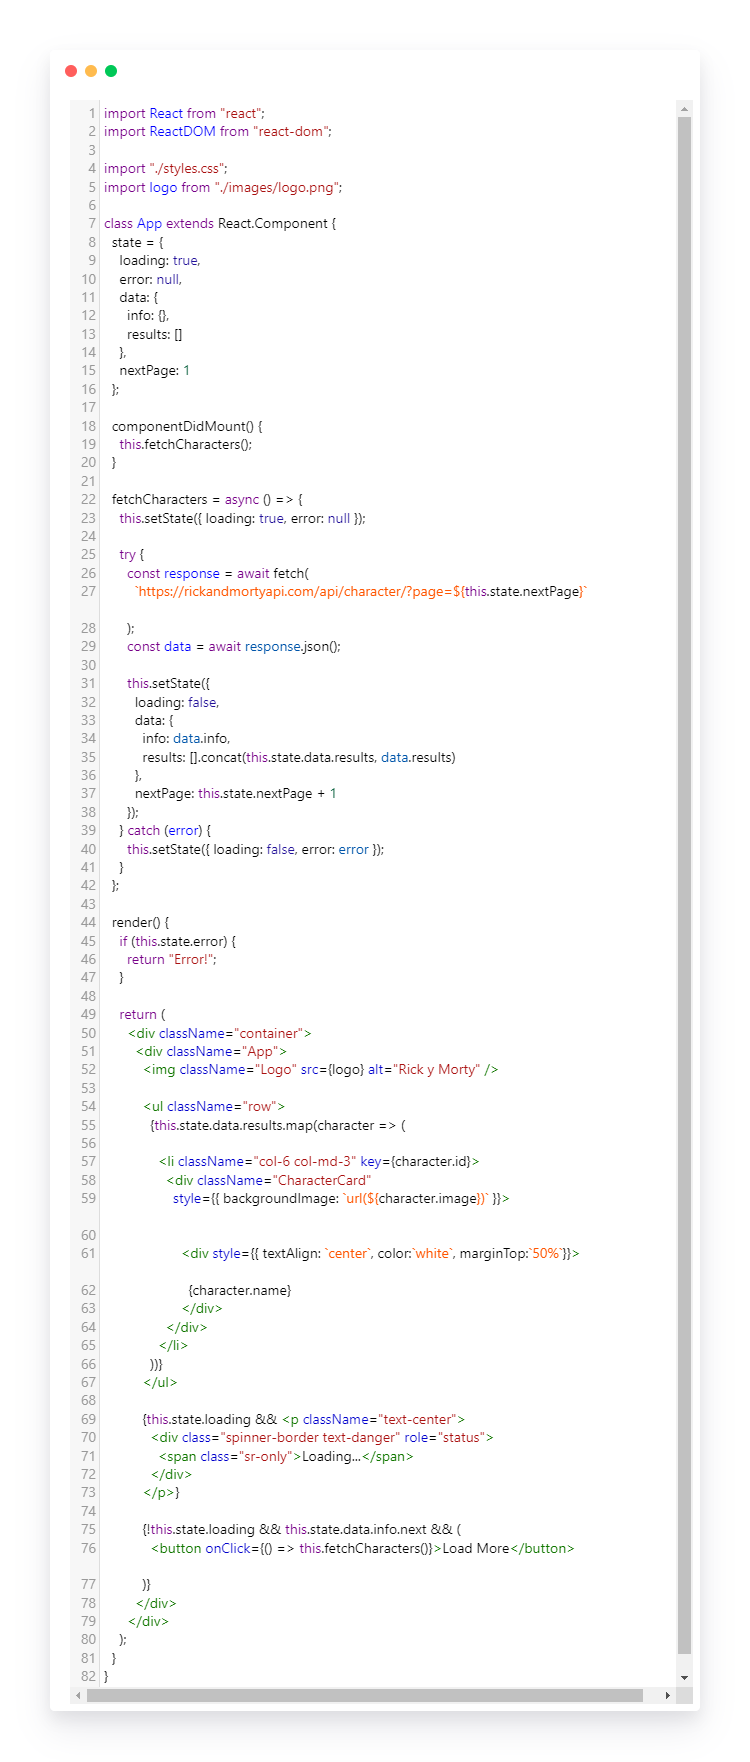 1 import React from "react";
2 import ReactDOM from "react-dom";
3
4 import "./styles.css";
5 import logo from "./images/logo.png";
6
7 class App extends React.Component {
8   state = {
9     loading: true,
10     error: null,
11     data: {
12       info: {},
13       results: []
14     },
15     nextPage: 1
16   };
17
18   componentDidMount() {
19     this.fetchCharacters();
20   }
21
22   fetchCharacters = async () => {
23     this.setState({ loading: true, error: null });
24
25     try {
26       const response = await fetch(
27         `https://rickandmortyapi.com/api/character/?page=${this.state.nextPage}`
28       );
29       const data = await response.json();
30
31       this.setState({
32         loading: false,
33         data: {
34           info: data.info,
35           results: [].concat(this.state.data.results, data.results)
36         },
37         nextPage: this.state.nextPage + 1
38       });
39     } catch (error) {
40       this.setState({ loading: false, error: error });
41     }
42   };
43
44   render() {
45     if (this.state.error) {
46       return "Error!";
47     }
48
49     return (
50       <div className="container">
51         <div className="App">
52           <img className="Logo" src={logo} alt="Rick y Morty" />
53
54           <ul className="row">
55             {this.state.data.results.map(character => (
56
57               <li className="col-6 col-md-3" key={character.id}>
58                 <div className="CharacterCard"
59                   style={{ backgroundImage: `url(${character.image})` }}>
60
61                     <div style={{ textAlign: `center`, color:`white`, marginTop:`50%`}}>
62                       {character.name}
63                     </div>
64                 </div>
65               </li>
66             ))}
67           </ul>
68
69           {this.state.loading && <p className="text-center">
70             <div class="spinner-border text-danger" role="status">
71               <span class="sr-only">Loading...</span>
72             </div>
73           </p>}
74
75           {!this.state.loading && this.state.data.info.next && (
76             <button onClick={() => this.fetchCharacters()}>Load More</button>
77           )}
78         </div>
79       </div>
80     );
81   }
82 }